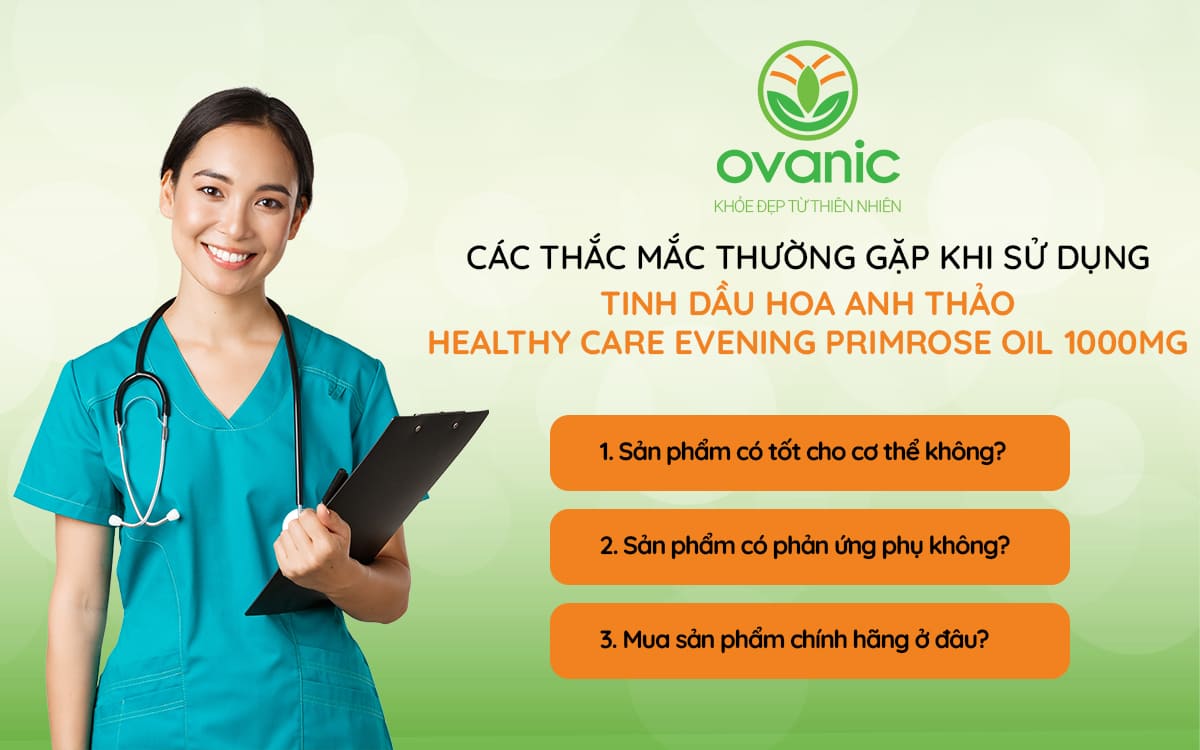 ovanic
KHỎE ĐẸP TỪ THIÊN NHIÊN
CÁC THẮC MẮC THƯỜNG GẶP KHI SỬ DỤNG
TINH DẦU HOA ANH THẢO
HEALTHY CARE EVENING PRIMROSE OIL 1000MG
1. Sản phẩm có tốt cho cơ thể không?
2. Sản phẩm có phản ứng phụ không?
3. Mua sản phẩm chính hãng ở đâu?